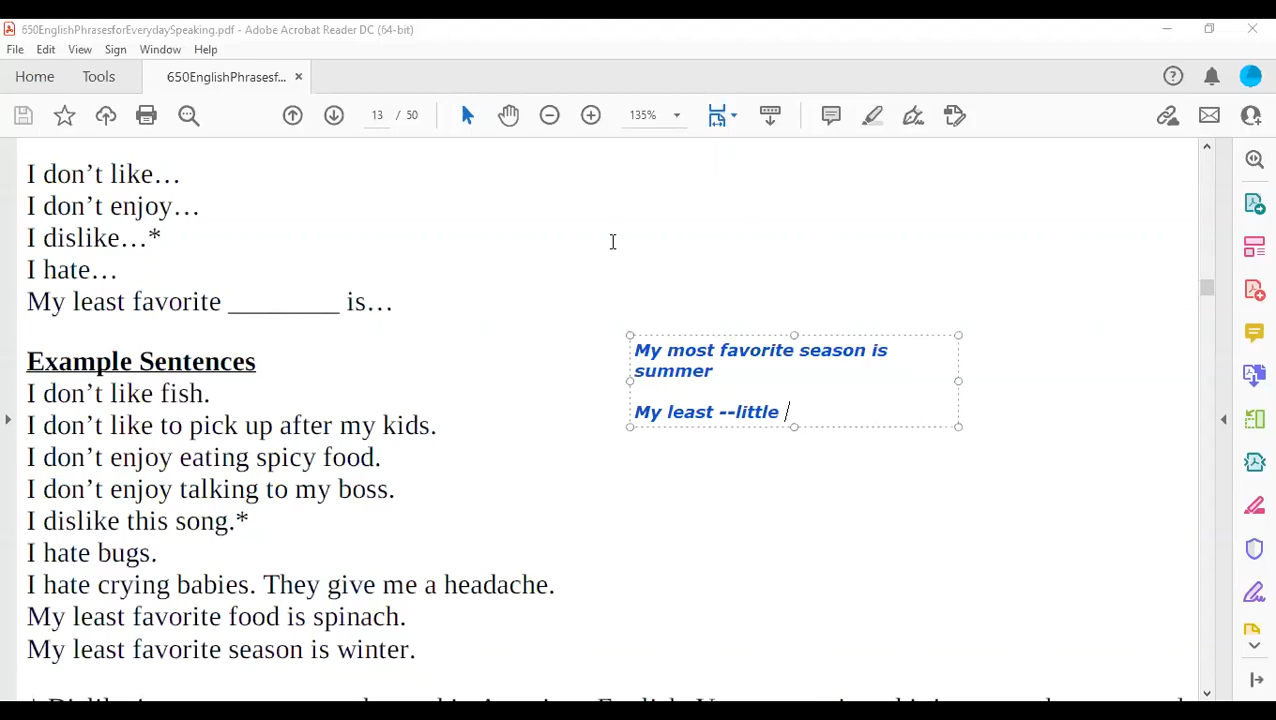 650EnglishPhrasesforEverydaySpeaking.pdf - Adobe Acrobat Reader DC (64-bit)
File Edit View Sign Window Help
Home Tools 650EnglishPhrasesf... ×
13 / 50 135%
I don’t like…
I don’t enjoy…
I dislike…*
I hate…
My least favorite ________ is…
My most favorite season is
summer
My least --little
Example Sentences
I don’t like fish.
I don’t like to pick up after my kids.
I don’t enjoy eating spicy food.
I don’t enjoy talking to my boss.
I dislike this song.*
I hate bugs.
I hate crying babies. They give me a headache.
My least favorite food is spinach.
My least favorite season is winter.